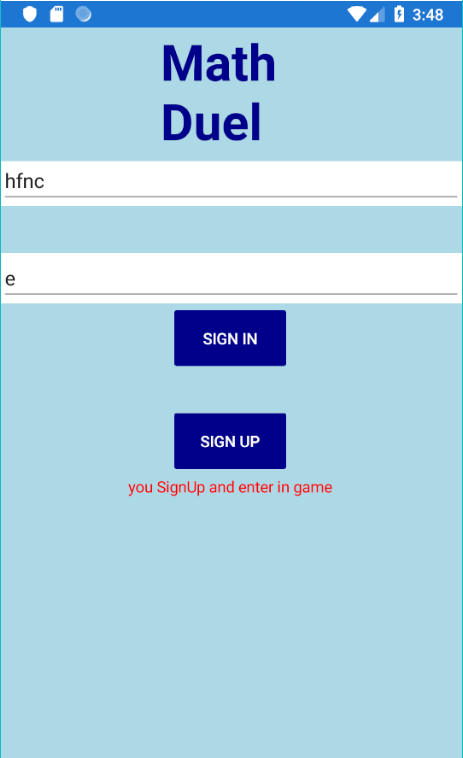 3:48
Math
Duel
hfnc
e
SIGN IN
SIGN UP
you SignUp and enter in game